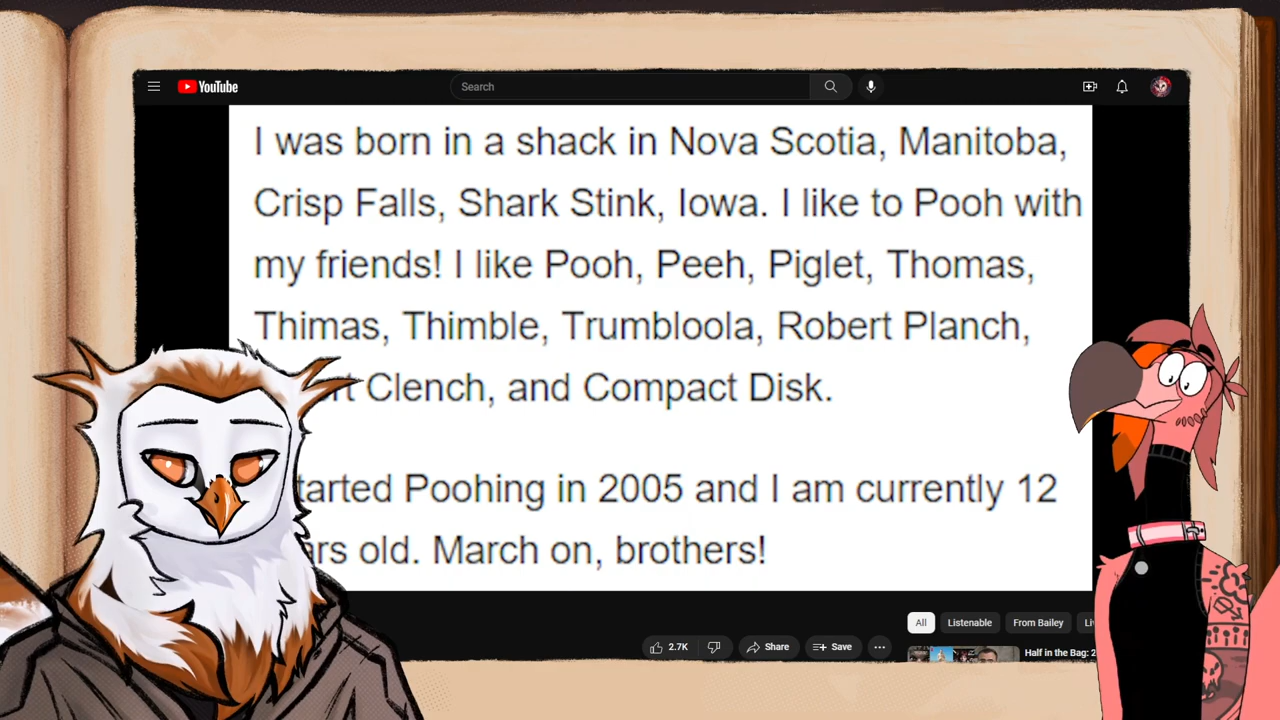 YouTube
Search
I was born in a shack in Nova Scotia, Manitoba,
Crisp Falls, Shark Stink, Iowa. I like to Pooh with
my friends! I like Pooh, Peeh, Piglet, Thomas,
Thimas, Thimble, Trumbloola, Robert Planch,
Clench, and Compact Disk.
tarted Poohing in 2005 and I am currently 12
ars old. March on, brothers!
All Listenable From Bailey
2.7K Share Save
Half in the Bag: 2